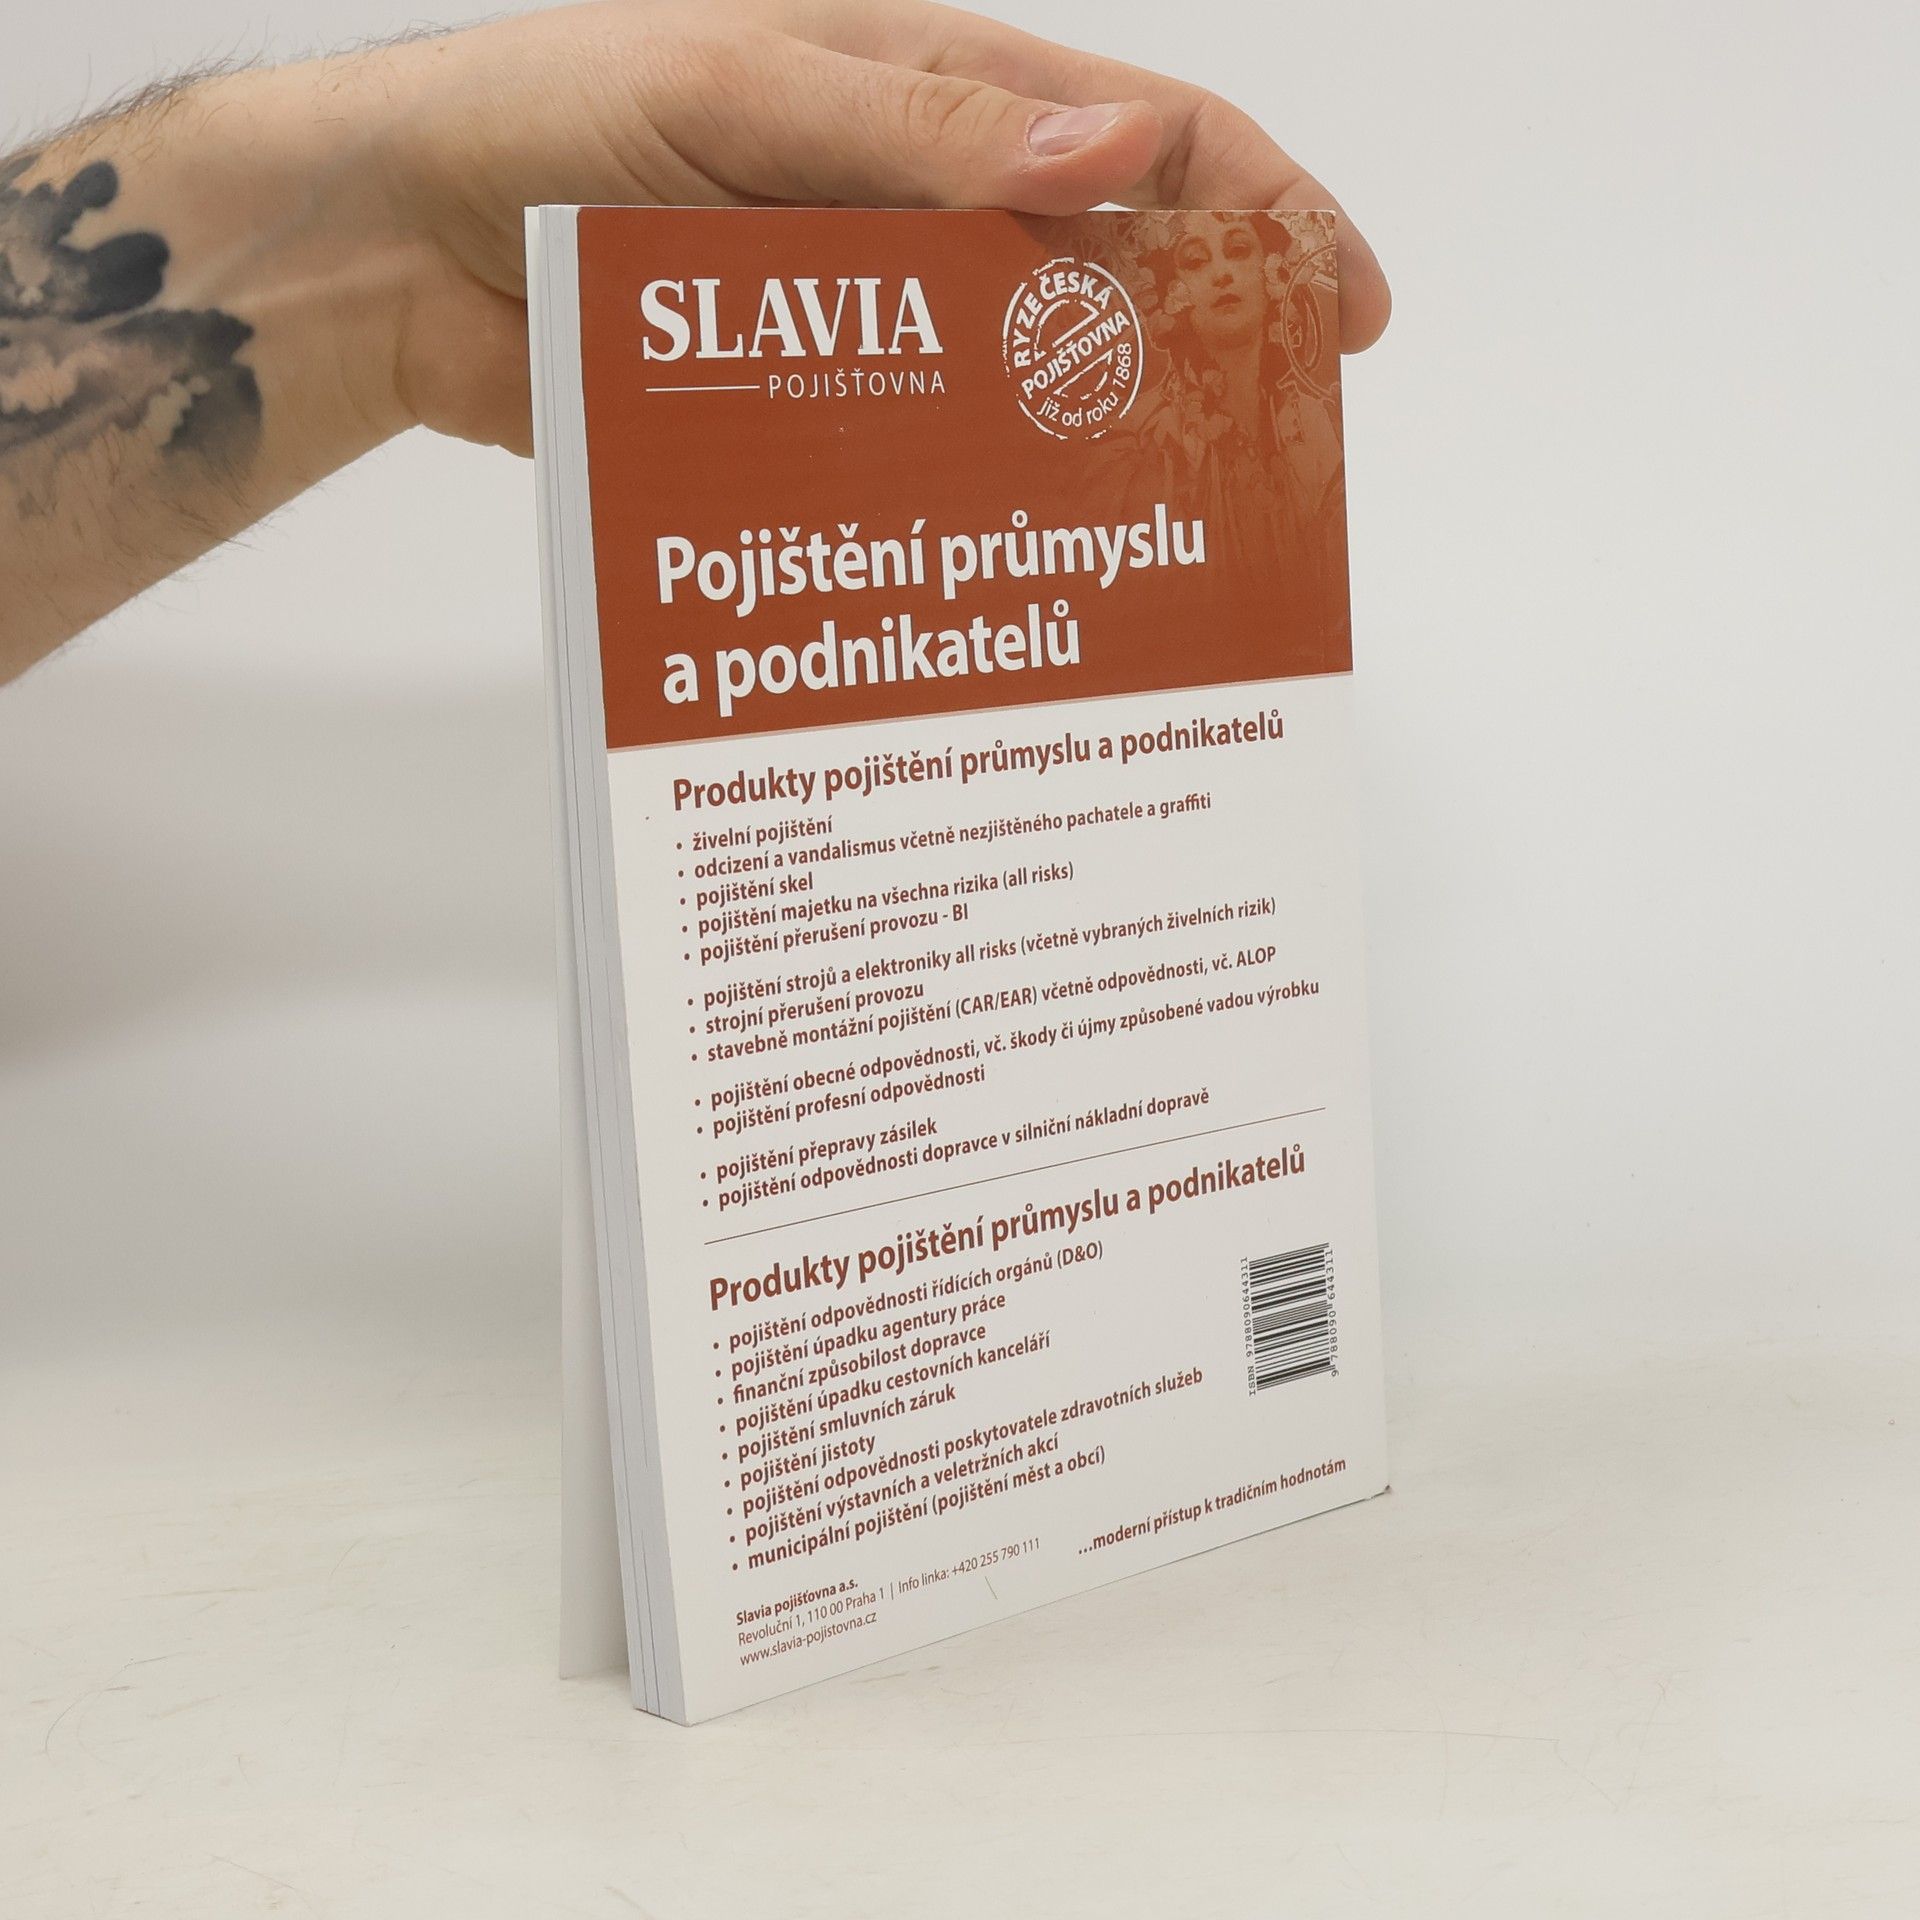 SLAVIA
POJIŠŤOVNA
RYZE ČESKÁ
POJIŠŤOVNA
již od roku 1868
Pojištění průmyslu
a podnikatelů
Produkty pojištění průmyslu a podnikatelů
• živelní pojištění
• odcizení a vandalismus včetně nezjištěného pachatele a graffiti
• pojištění skel
• pojištění majetku na všechna rizika (all risks)
• pojištění přerušení provozu - BI
• pojištění strojů a elektroniky all risks (včetně vybraných živelních rizik)
• strojní přerušení provozu
• stavebně montážní pojištění (CAR/EAR) včetně odpovědnosti, vč. ALOP
• pojištění obecné odpovědnosti, vč. škody či újmy způsobené vadou výrobku
• pojištění profesní odpovědnosti
• pojištění přepravy zásilek
• pojištění odpovědnosti dopravce v silniční nákladní dopravě
Produkty pojištění průmyslu a podnikatelů
• pojištění odpovědnosti řídících orgánů (D&O)
• pojištění úpadku agentury práce
• finanční způsobilost dopravce
• pojištění úpadku cestovních kanceláří
• pojištění smluvních záruk
• pojištění jistoty
• pojištění odpovědnosti poskytovatele zdravotních služeb
• pojištění výstavních a veletržních akcí
• municipální pojištění (pojištění měst a obcí)
ISBN 9788090644311
9 788090 644311
...moderní přístup k tradičním hodnotám
Slavia pojišťovna a.s.
Revoluční 1, 110 00 Praha 1 | Info linka: +420 255 790 111
www.slavia-pojistovna.cz